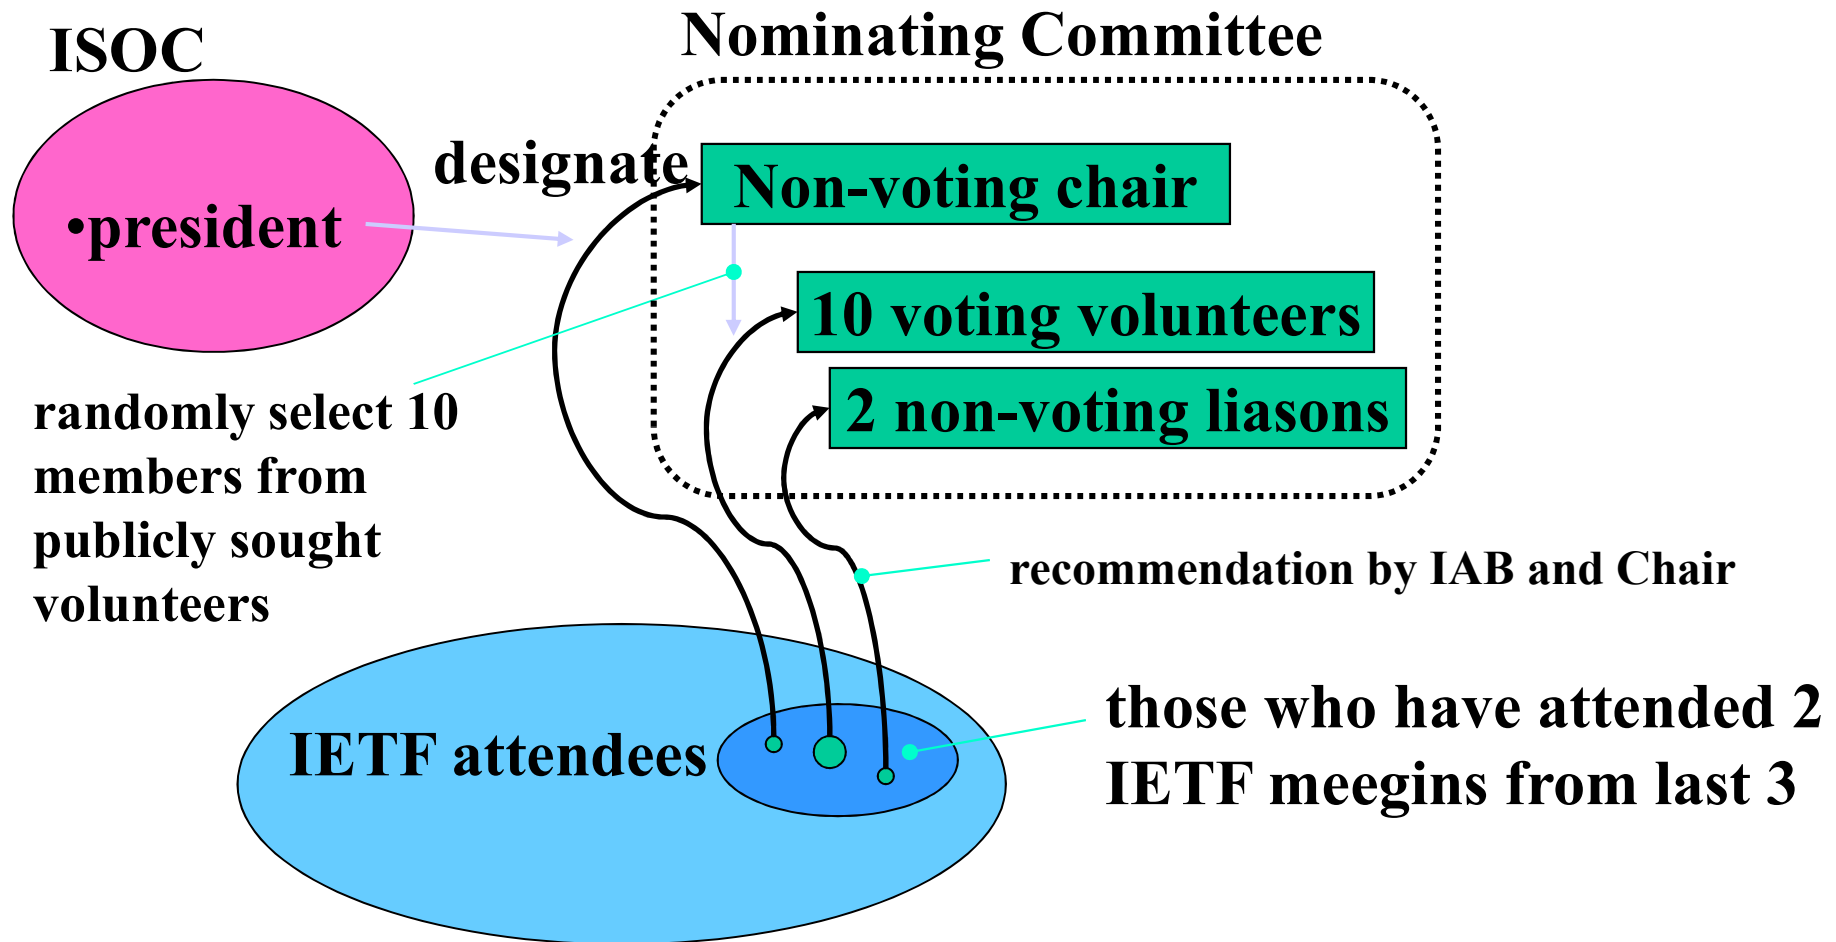 ISOC
Nominating Committee
designate
Non-voting chair
•president
10 voting volunteers
randomly select 10
members from
publicly sought
volunteers
2 non-voting liasons
recommendation by IAB and Chair
IETF attendees
those who have attended 2
IETF meegins from last 3